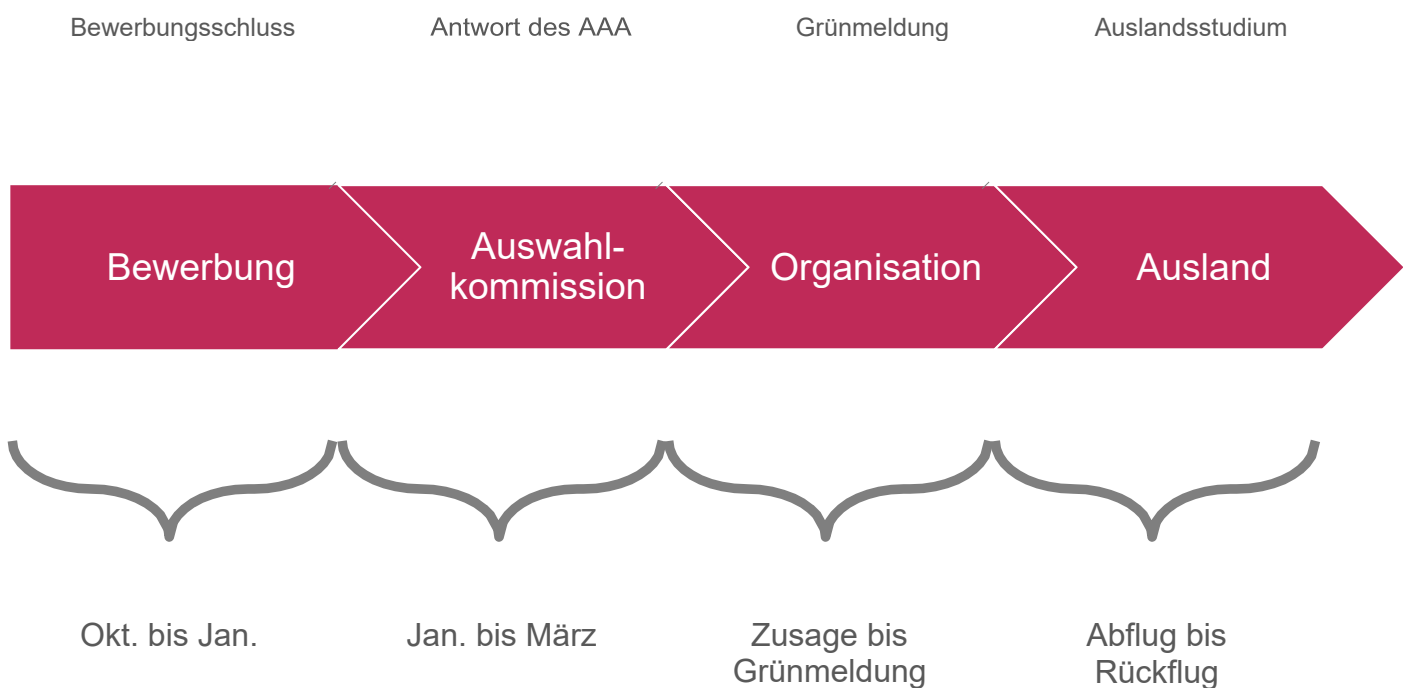 Bewerbungsschluss
Antwort des AAA
Grünmeldung
Auslandsstudium
Bewerbung
Auswahl-
kommission
Organisation
Ausland
Okt. bis Jan.
Jan. bis März
Zusage bis
Grünmeldung
Abflug bis
Rückflug